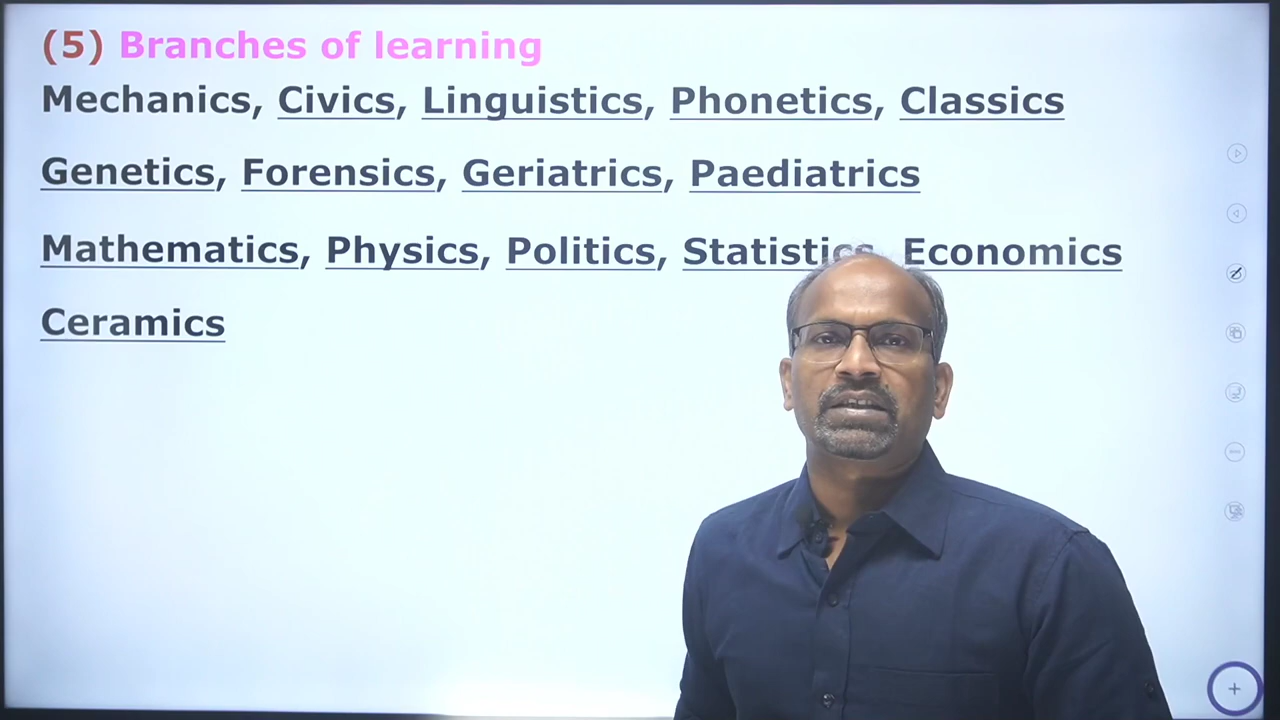 (5) Branches of learning
Mechanics, Civics, Linguistics, Phonetics, Classics
Genetics, Forensics, Geriatrics, Paediatrics
Mathematics, Physics, Politics, Statistics, Economics
Ceramics